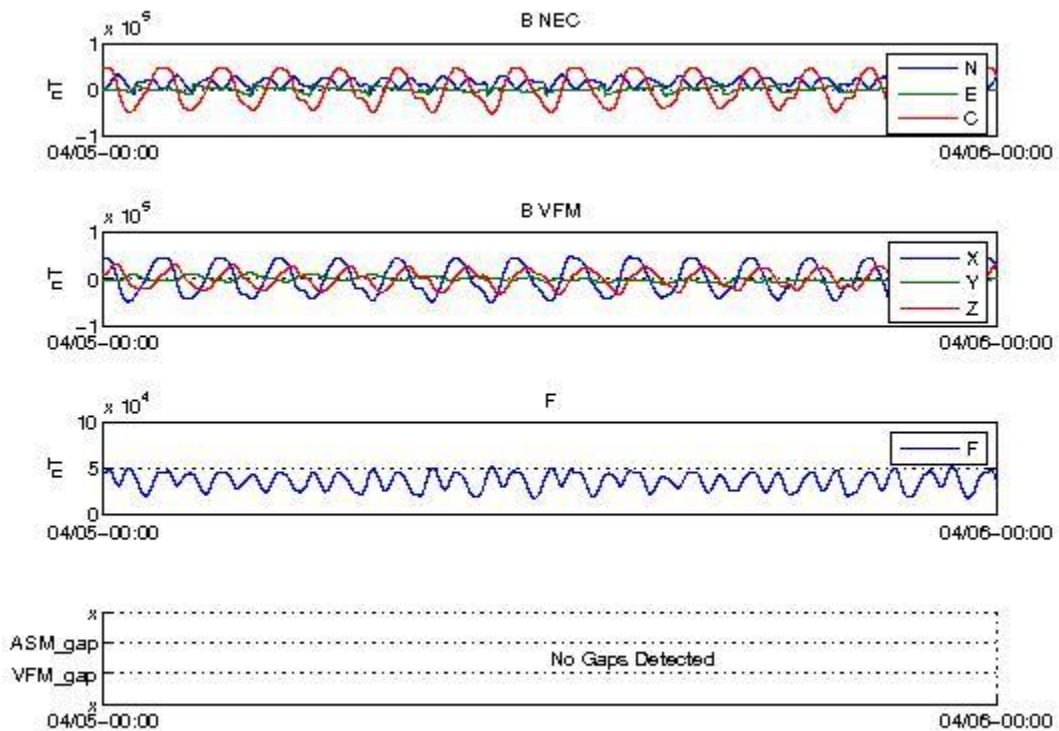 B NEC
x 10^5
1
nT
0
−1
N
E
C
04/05−00:00 04/06−00:00
B VFM
x 10^5
1
nT
0
−1
X
Y
Z
04/05−00:00 04/06−00:00
F
x 10^4
10
nT
5
0
F
04/05−00:00 04/06−00:00
x
ASM_gap
No Gaps Detected
VFM_gap
x
04/05−00:00 04/06−00:00